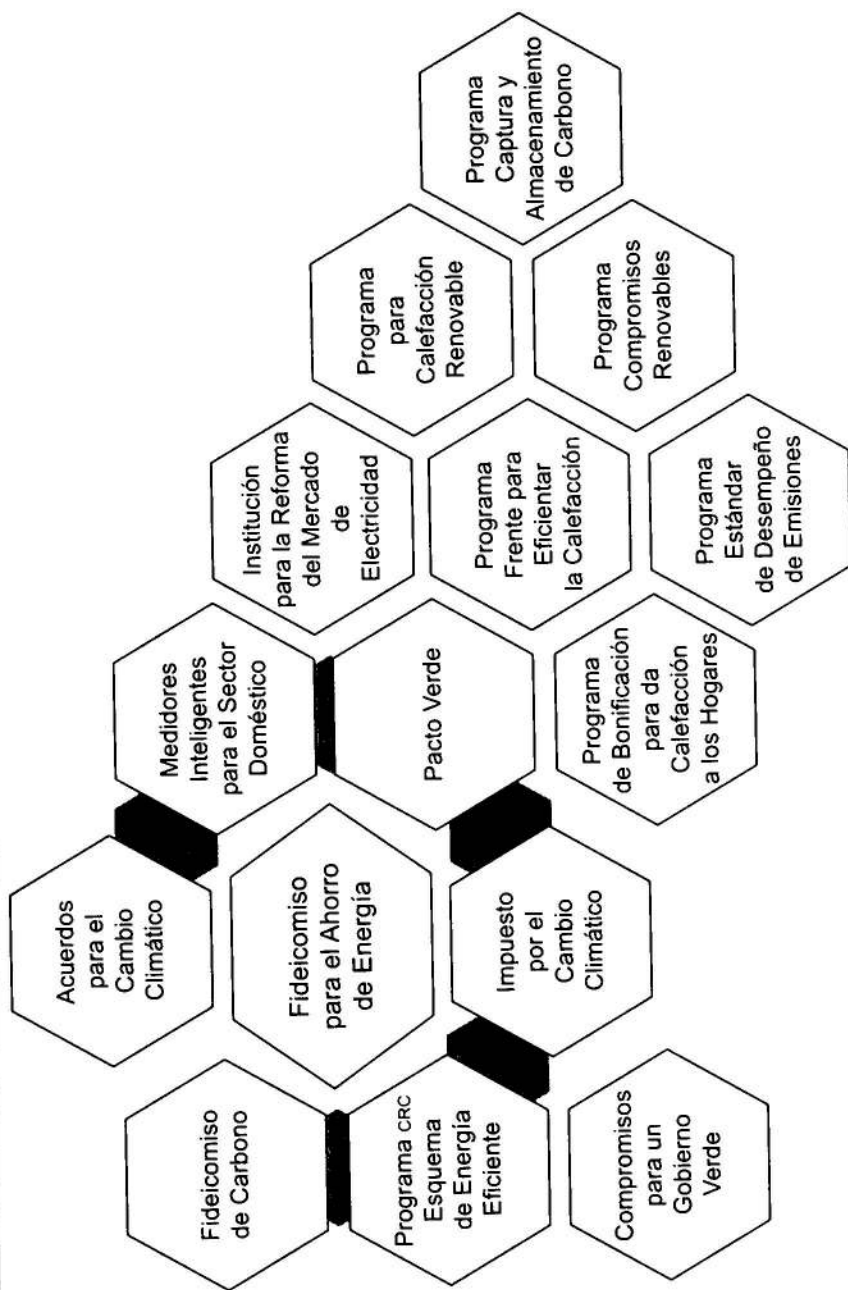 Fideicomiso
de Carbono
Programa CRC
Esquema
de Energía
Eficiente
Compromisos
para un
Gobierno
Verde
Acuerdos
para el
Cambio
Climático
Fideicomiso
para el Ahorro
de Energía
Impuesto
por el
Cambio
Climático
Medidores
Inteligentes
para el Sector
Doméstico
Pacto Verde
Programa
de Bonificación
para da
Calefacción
a los Hogares
Institución
para la Reforma
del Mercado
de
Electricidad
Programa
Frente para
Eficientar
la Calefacción
Programa
Estándar
de Desempeño
de Emisiones
Programa
para
Calefacción
Renovable
Programa
Compromisos
Renovables
Programa
Captura y
Almacenamiento
de Carbono